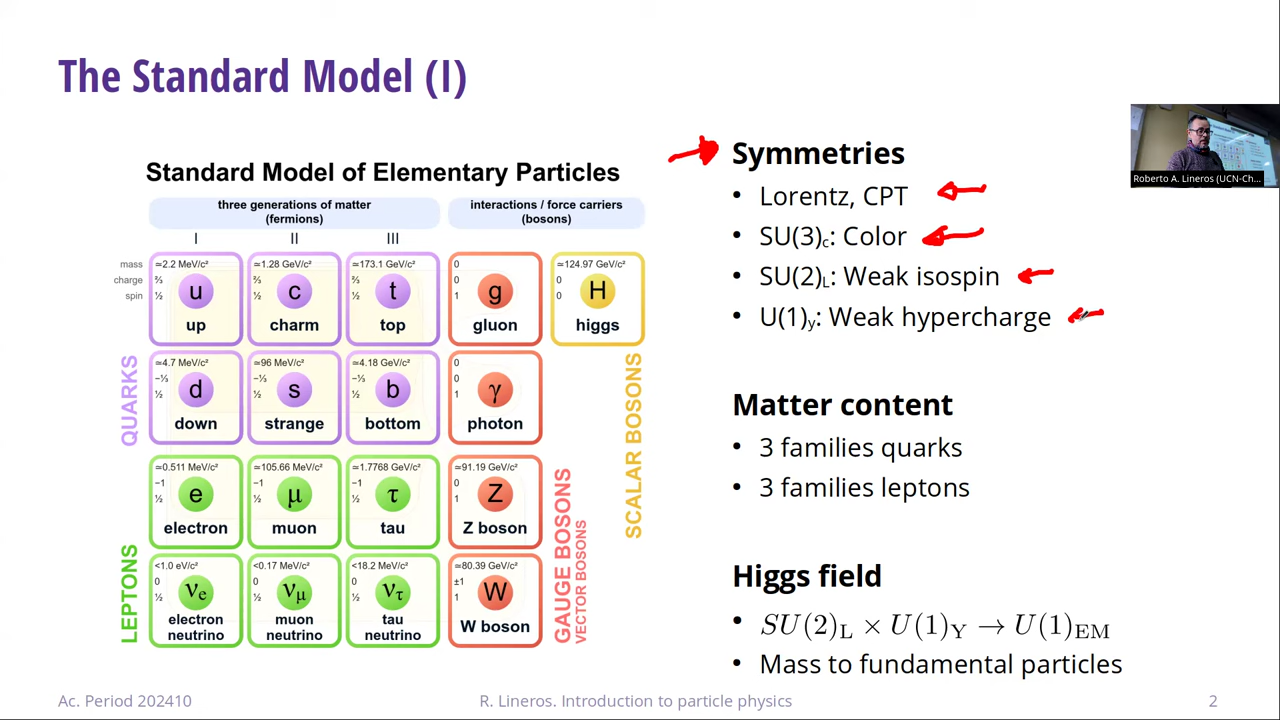 The Standard Model (I)
Standard Model of Elementary Particles
three generations of matter
(fermions)
interactions / force carriers
(bosons)
I II III
mass
charge
spin
≃2.2 MeV/c²
⅔
½
u
up
≃1.28 GeV/c²
⅔
½
c
charm
≃173.1 GeV/c²
⅔
½
t
top
0
0
1
g
gluon
≃124.97 GeV/c²
0
0
H
higgs
QUARKS
≃4.7 MeV/c²
−⅓
½
d
down
≃96 MeV/c²
−⅓
½
s
strange
≃4.18 GeV/c²
−⅓
½
b
bottom
0
0
1
γ
photon
SCALAR BOSONS
LEPTONS
≃0.511 MeV/c²
−1
½
e
electron
≃105.66 MeV/c²
−1
½
μ
muon
≃1.7768 GeV/c²
−1
½
τ
tau
≃91.19 GeV/c²
0
1
Z
Z boson
GAUGE BOSONS
VECTOR BOSONS
<1.0 eV/c²
0
½
νe
electron
neutrino
<0.17 MeV/c²
0
½
νμ
muon
neutrino
<18.2 MeV/c²
0
½
ντ
tau
neutrino
≃80.39 GeV/c²
±1
1
W
W boson
Symmetries
• Lorentz, CPT
• SU(3)c: Color
• SU(2)L: Weak isospin
• U(1)y: Weak hypercharge
Matter content
• 3 families quarks
• 3 families leptons
Higgs field
• SU(2)L × U(1)Y → U(1)EM
• Mass to fundamental particles
Roberto A. Lineros (UCN-Ch...
Ac. Period 202410
R. Lineros. Introduction to particle physics
2